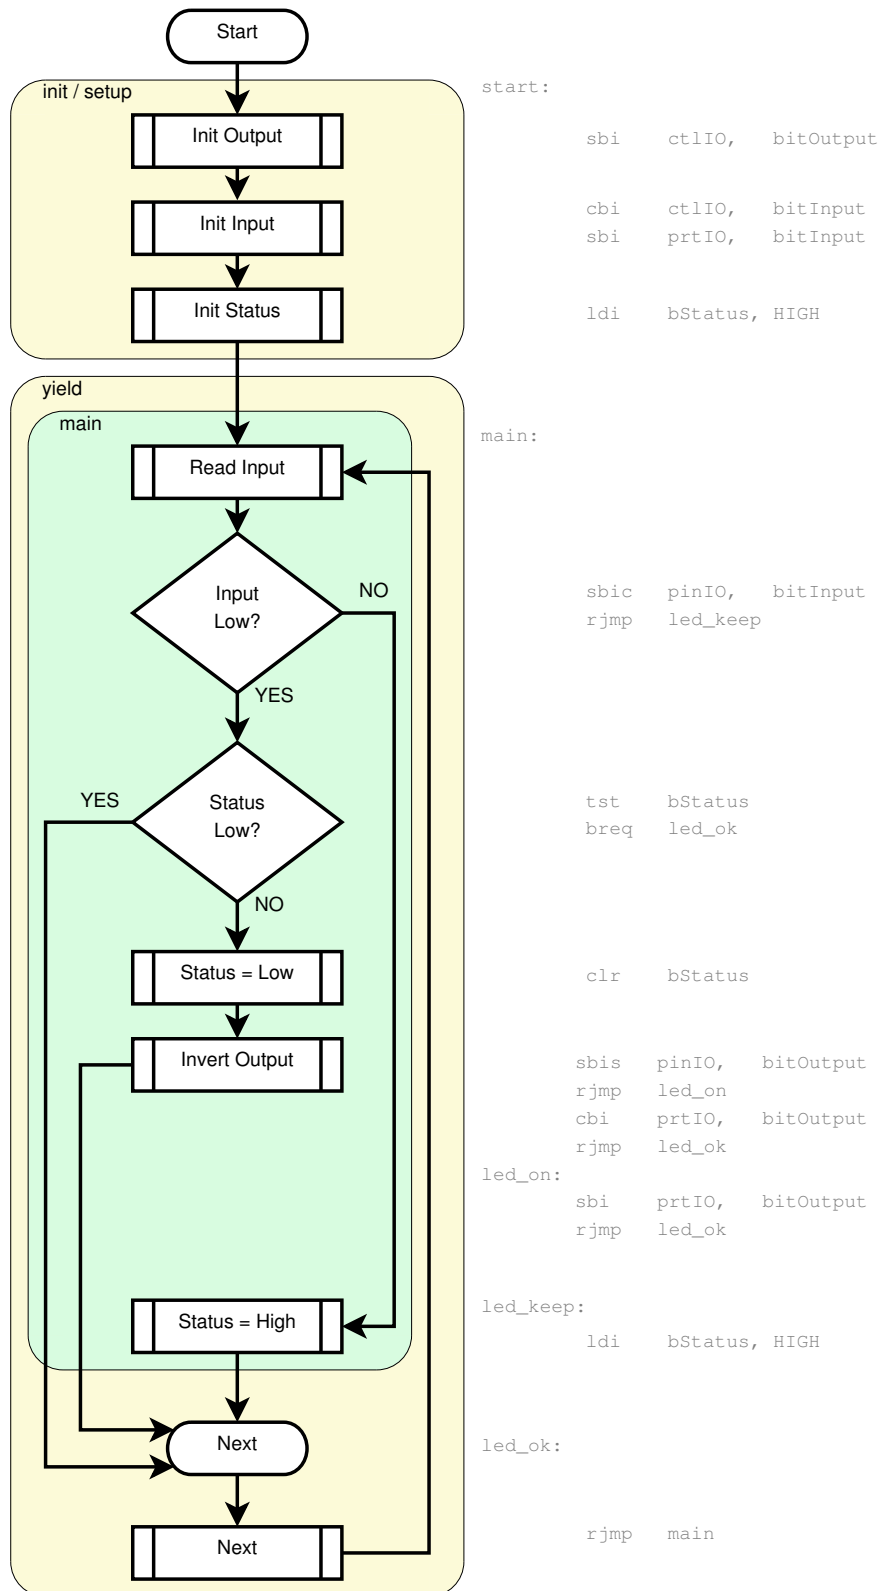 Start
init / setup
start:
Init Output
sbi ctlIO, bitOutput
Init Input
cbi ctlIO, bitInput
sbi prtIO, bitInput
Init Status
ldi bStatus, HIGH
yield
main
main:
Read Input
Input
Low?
NO
sbic pinIO, bitInput
rjmp led_keep
YES
YES
Status
Low?
tst bStatus
breq led_ok
NO
Status = Low
clr bStatus
Invert Output
sbis pinIO, bitOutput
rjmp led_on
cbi prtIO, bitOutput
rjmp led_ok
led_on:
sbi prtIO, bitOutput
rjmp led_ok
Status = High
led_keep:
ldi bStatus, HIGH
Next
led_ok:
Next
rjmp main